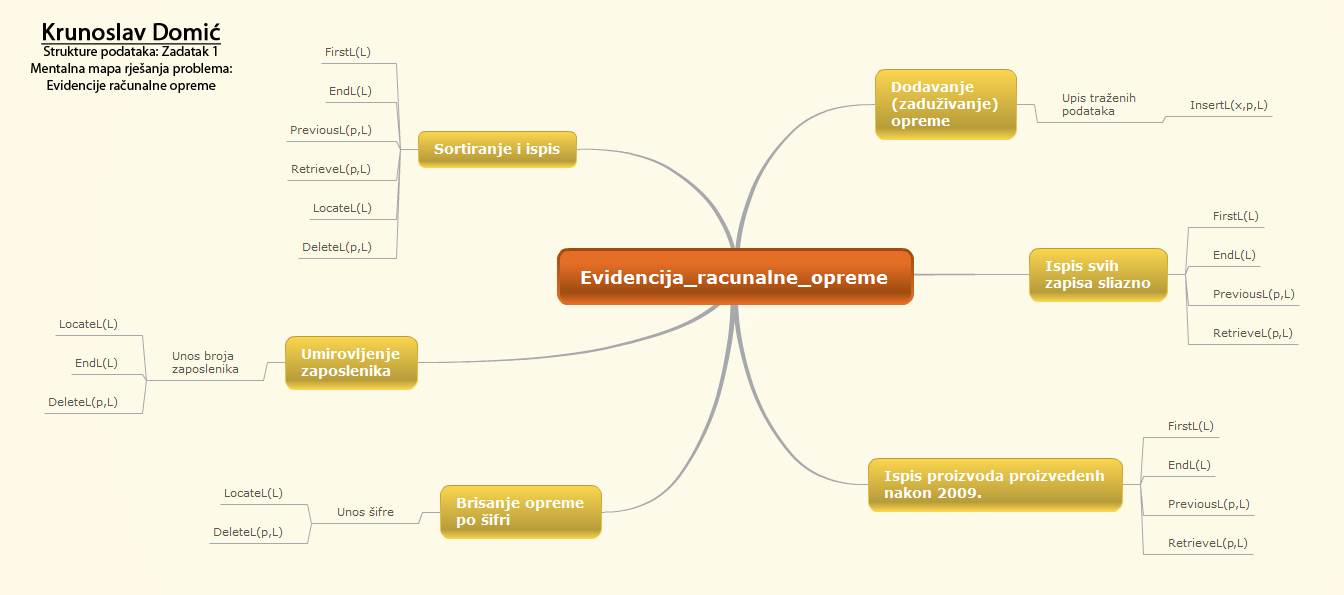 Krunoslav Domić
Strukture podataka: Zadatak 1
Mentalna mapa rješanja problema:
Evidencije računalne opreme
Evidencija_racunalne_opreme
Dodavanje
(zaduživanje)
opreme
Upis traženih
podataka
InsertL(x,p,L)
Ispis svih
zapisa sliazno
FirstL(L)
EndL(L)
PreviousL(p,L)
RetrieveL(p,L)
Ispis proizvoda proizvedenh
nakon 2009.
FirstL(L)
EndL(L)
PreviousL(p,L)
RetrieveL(p,L)
Sortiranje i ispis
FirstL(L)
EndL(L)
PreviousL(p,L)
RetrieveL(p,L)
LocateL(L)
DeleteL(p,L)
Umirovljenje
zaposlenika
Unos broja
zaposlenika
LocateL(L)
EndL(L)
DeleteL(p,L)
Brisanje opreme
po šifri
Unos šifre
LocateL(L)
DeleteL(p,L)